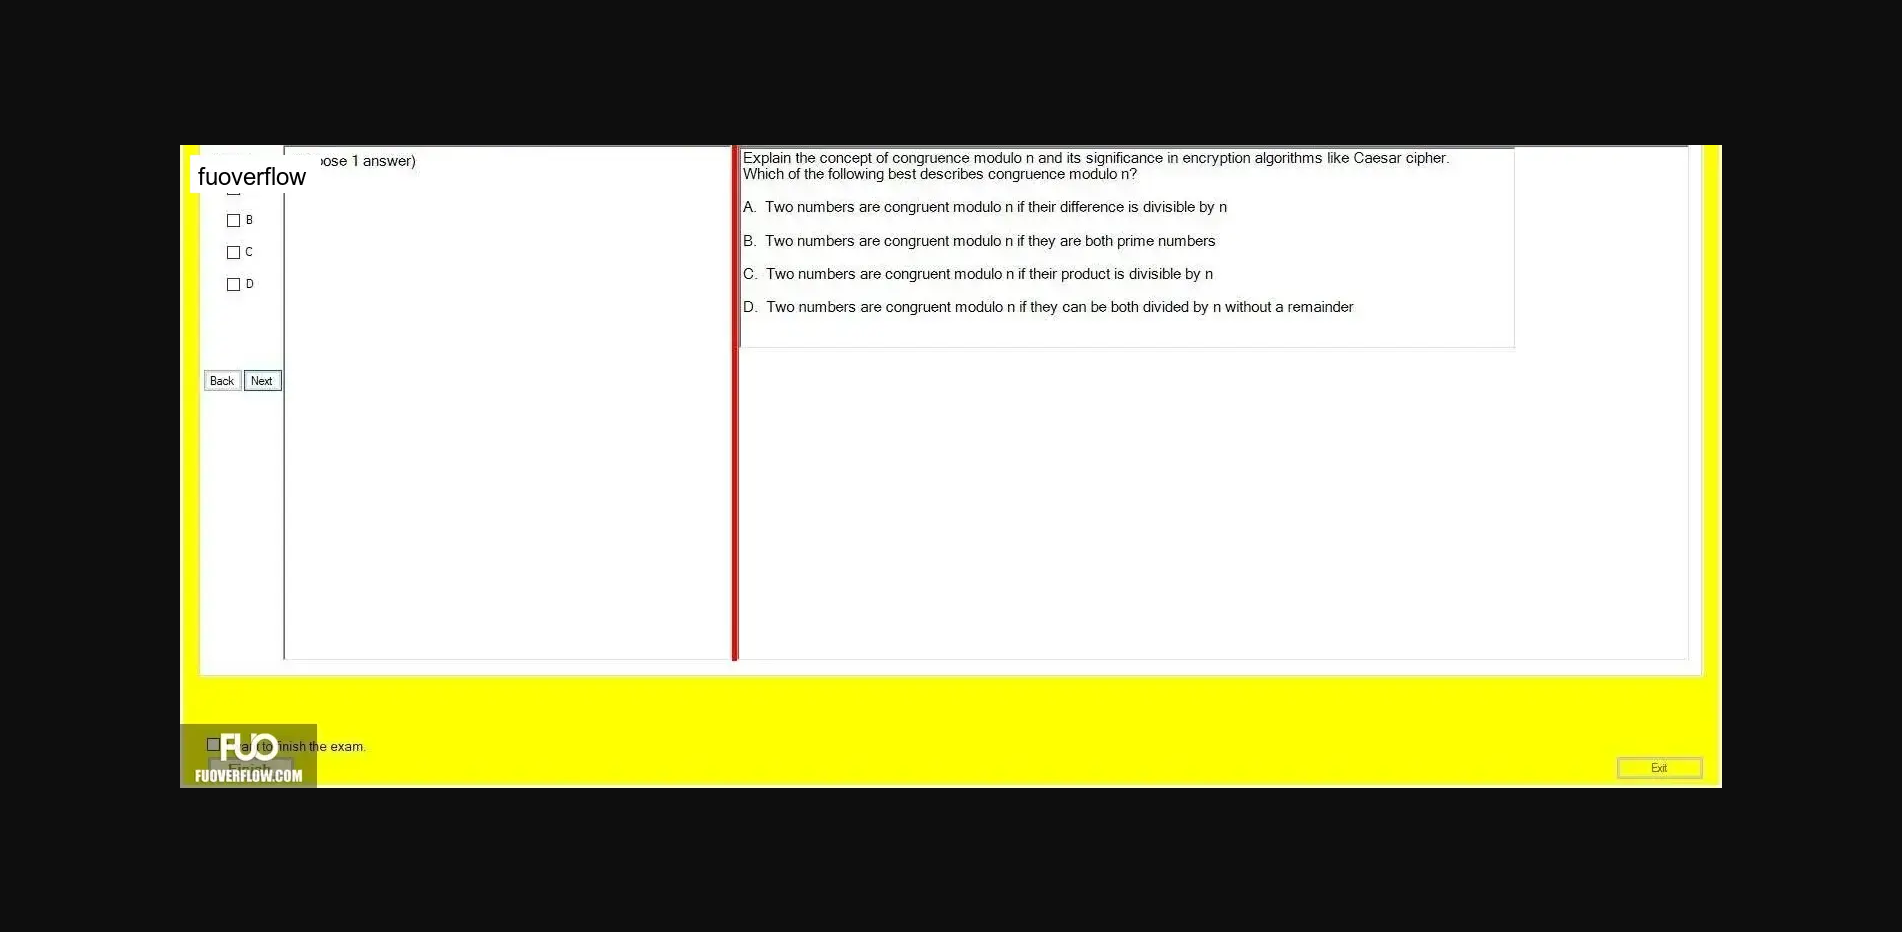 fuoverflow
ose 1 answer)
B
C
D
Back Next
Explain the concept of congruence modulo n and its significance in encryption algorithms like Caesar cipher.
Which of the following best describes congruence modulo n?
A. Two numbers are congruent modulo n if their difference is divisible by n
B. Two numbers are congruent modulo n if they are both prime numbers
C. Two numbers are congruent modulo n if their product is divisible by n
D. Two numbers are congruent modulo n if they can be both divided by n without a remainder
to finish the exam.
Finish
FUO
FUOVERFLOW.COM
Exit